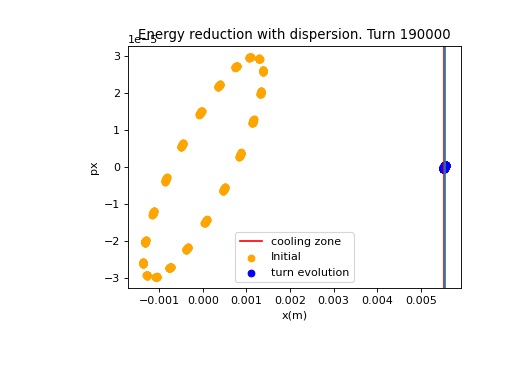 Energy reduction with dispersion. Turn 190000
1e−5
3
2
1
0
−1
−2
−3
px
cooling zone
Initial
turn evolution
−0.001 0.000 0.001 0.002 0.003 0.004 0.005
x(m)